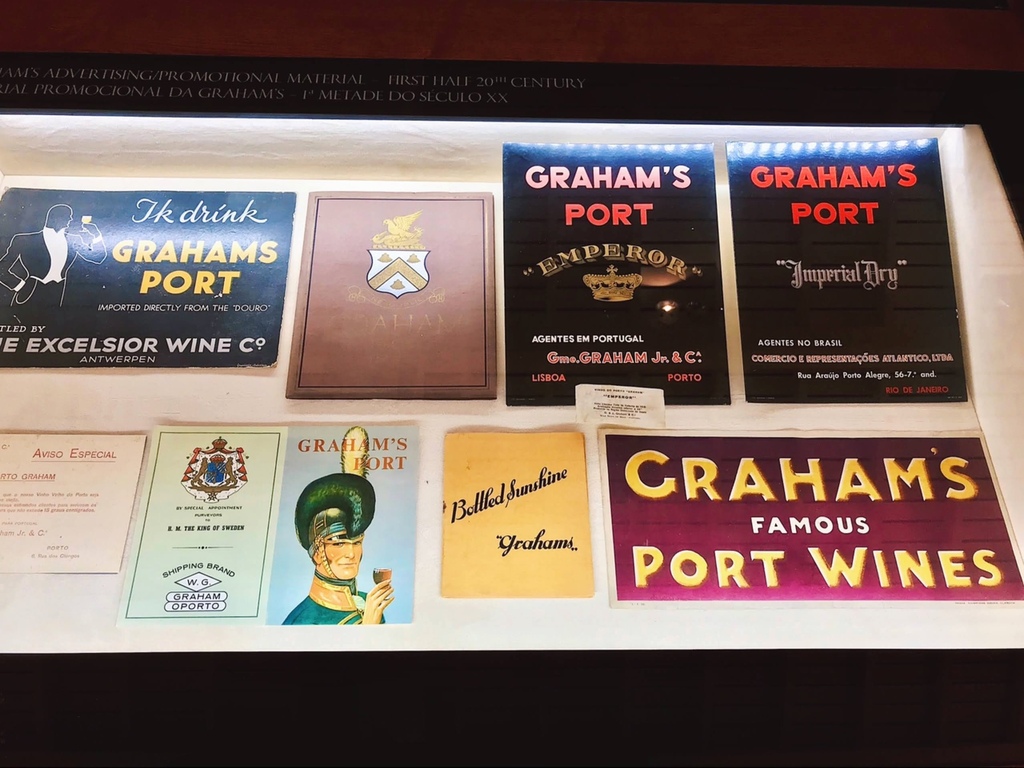 AM'S ADVERTISING/PROMOTIONAL MATERIAL - FIRST HALF 20TH CENTURY
RIAL PROMOCIONAL DA GRAHAM'S - 1ª METADE DO SÉCULO XX
Ik drink
GRAHAMS
PORT
IMPORTED DIRECTLY FROM THE "DOURO"
TLED BY
E EXCELSIOR WINE Cº
ANTWERPEN
GRAHAM'S
PORT
"EMPEROR"
AGENTES EM PORTUGAL
Gme. GRAHAM Jr. & C.ª
LISBOA PORTO
"EMPEROR"
GRAHAM'S
PORT
"Imperial Dry"
AGENTES NO BRASIL
COMERCIO E REPRESENTAÇÕES ATLANTICO, LTDA
Rua Araújo Porto Alegre, 56-7.º and.
RIO DE JANEIRO
AVISO ESPECIAL
RTO GRAHAM
ham Jr. & C.ª
PORTO
BY SPECIAL APPOINTMENT
PURVEYORS
TO
H. M. THE KING OF SWEDEN
SHIPPING BRAND
W. G.
GRAHAM
OPORTO
GRAHAM'S
PORT
Bottled Sunshine
"Grahams"
GRAHAM'S
FAMOUS
PORT WINES